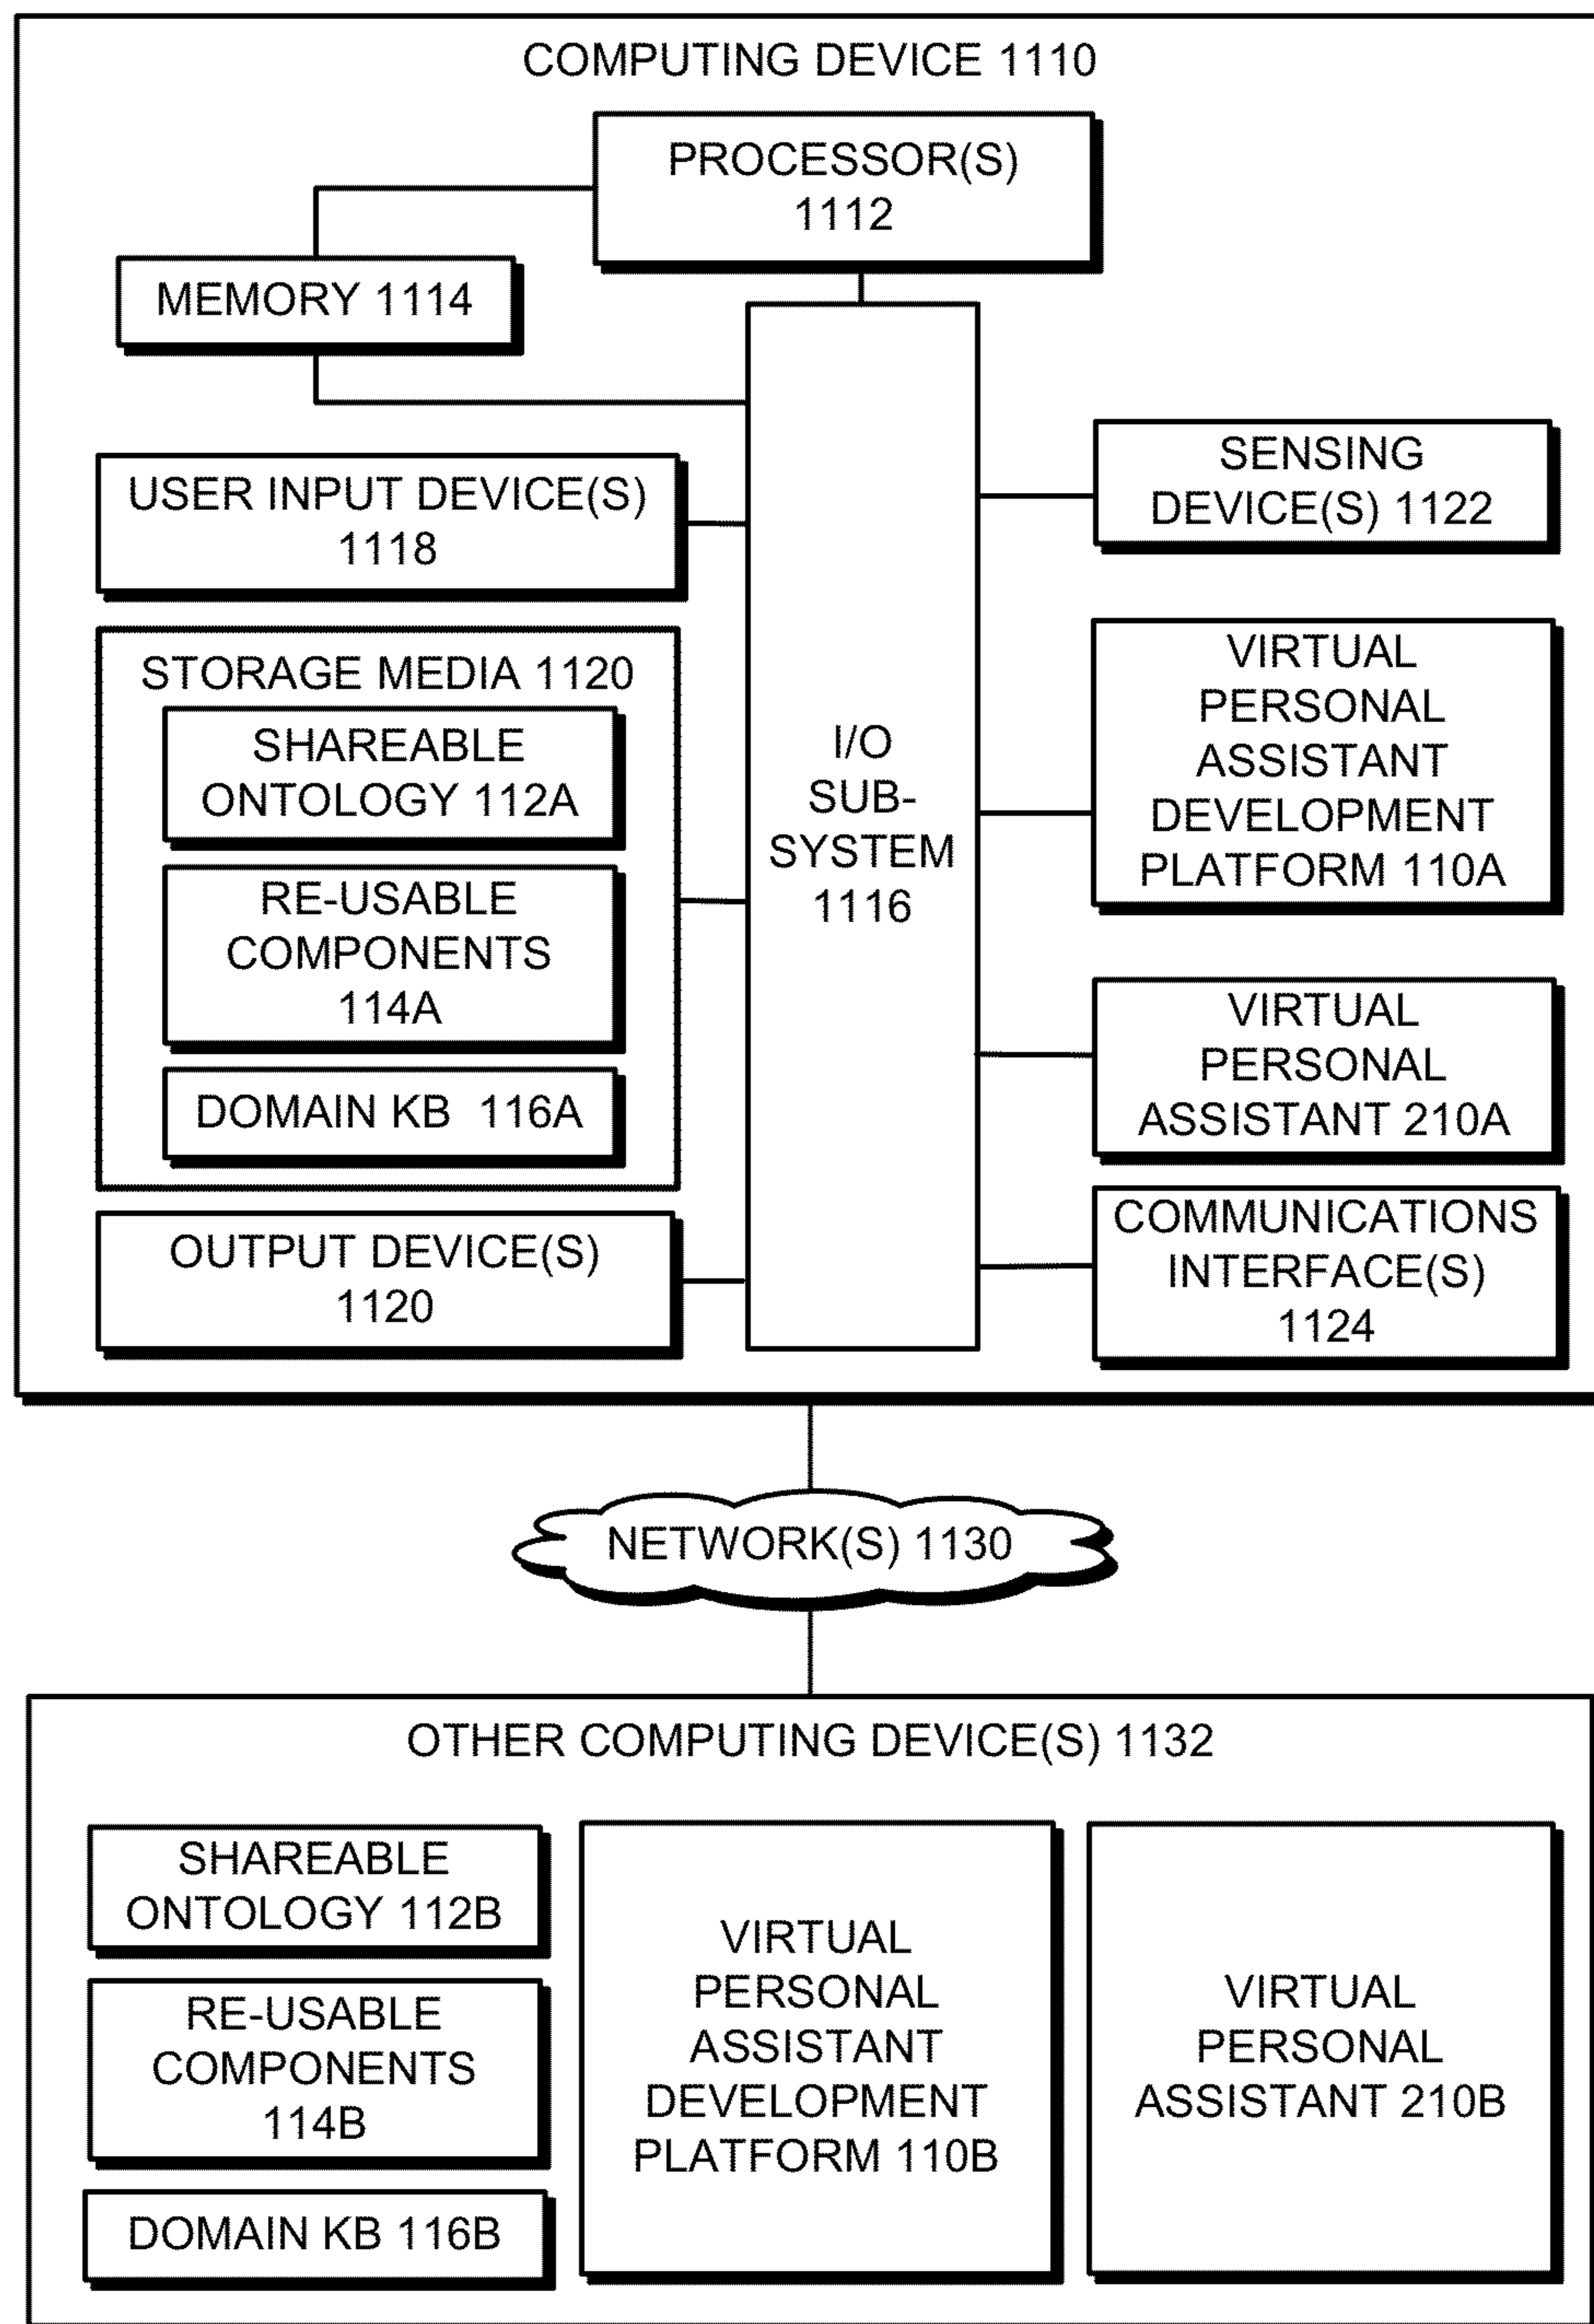 COMPUTING DEVICE 1110
PROCESSOR(S)
1112
MEMORY 1114
USER INPUT DEVICE(S)
1118
STORAGE MEDIA 1120
SHAREABLE
ONTOLOGY 112A
RE-USABLE
COMPONENTS
114A
DOMAIN KB 116A
OUTPUT DEVICE(S)
1120
I/O
SUB-
SYSTEM
1116
SENSING
DEVICE(S) 1122
VIRTUAL
PERSONAL
ASSISTANT
DEVELOPMENT
PLATFORM 110A
VIRTUAL
PERSONAL
ASSISTANT 210A
COMMUNICATIONS
INTERFACE(S)
1124
NETWORK(S) 1130
OTHER COMPUTING DEVICE(S) 1132
SHAREABLE
ONTOLOGY 112B
RE-USABLE
COMPONENTS
114B
DOMAIN KB 116B
VIRTUAL
PERSONAL
ASSISTANT
DEVELOPMENT
PLATFORM 110B
VIRTUAL
PERSONAL
ASSISTANT 210B